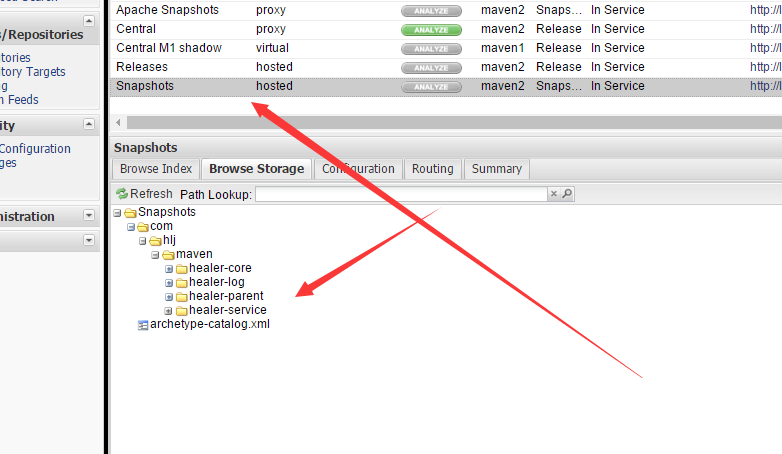 s/Repositories
tories
tory Targets
ng
n Feeds
ity
Configuration
ges
nistration
Apache Snapshots proxy ANALYZE maven2 Snaps... In Service http://l
Central proxy ANALYZE maven2 Release In Service http://l
Central M1 shadow virtual ANALYZE maven1 Release In Service http://l
Releases hosted ANALYZE maven2 Release In Service http://l
Snapshots hosted ANALYZE maven2 Snaps... In Service http://l
Snapshots
Browse Index Browse Storage Configuration Routing Summary
Refresh Path Lookup:
Snapshots
com
hlj
maven
healer-core
healer-log
healer-parent
healer-service
archetype-catalog.xml